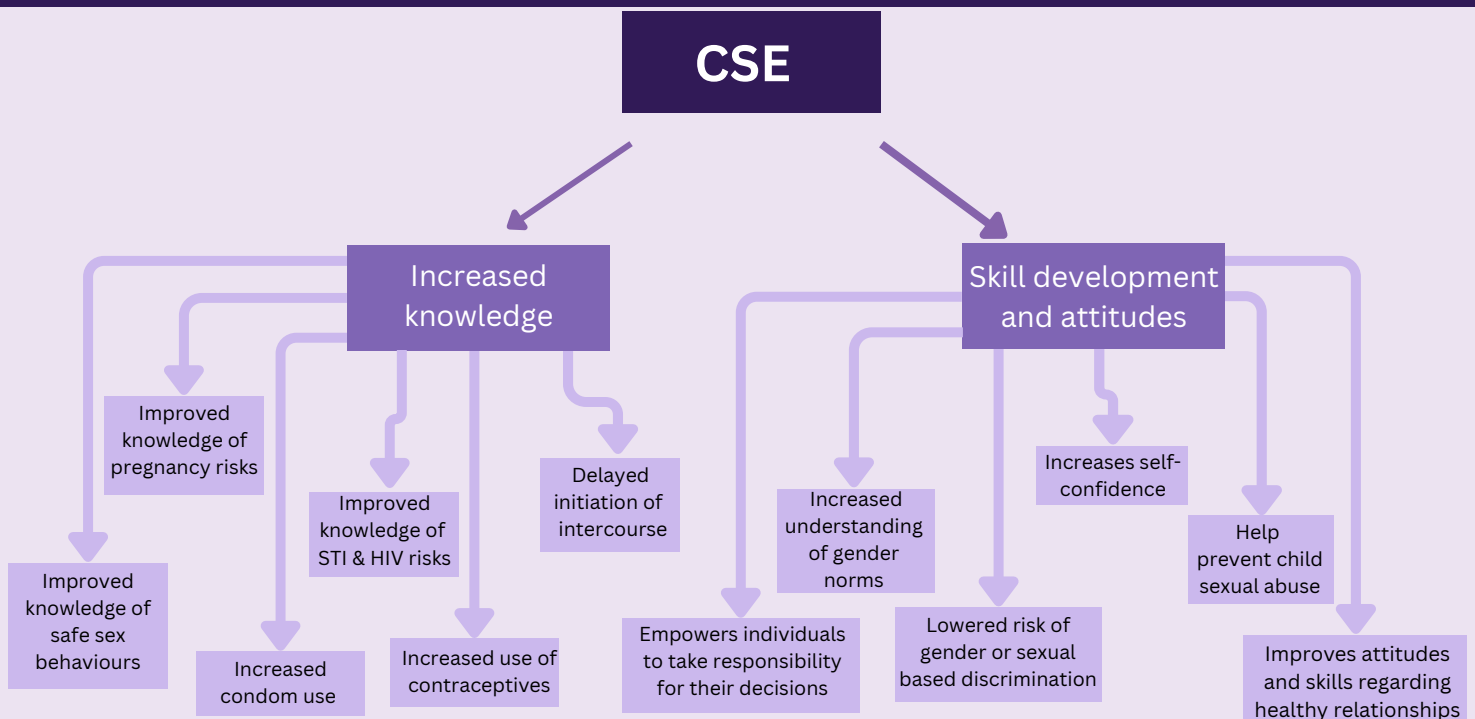 CSE
Increased
knowledge
Skill development
and attitudes
Improved
knowledge of
pregnancy risks
Improved
knowledge of
safe sex
behaviours
Increased
condom use
Improved
knowledge of
STI & HIV risks
Increased use of
contraceptives
Delayed
initiation of
intercourse
Empowers individuals
to take responsibility
for their decisions
Increased
understanding
of gender
norms
Lowered risk of
gender or sexual
based discrimination
Increases self-
confidence
Help
prevent child
sexual abuse
Improves attitudes
and skills regarding
healthy relationships